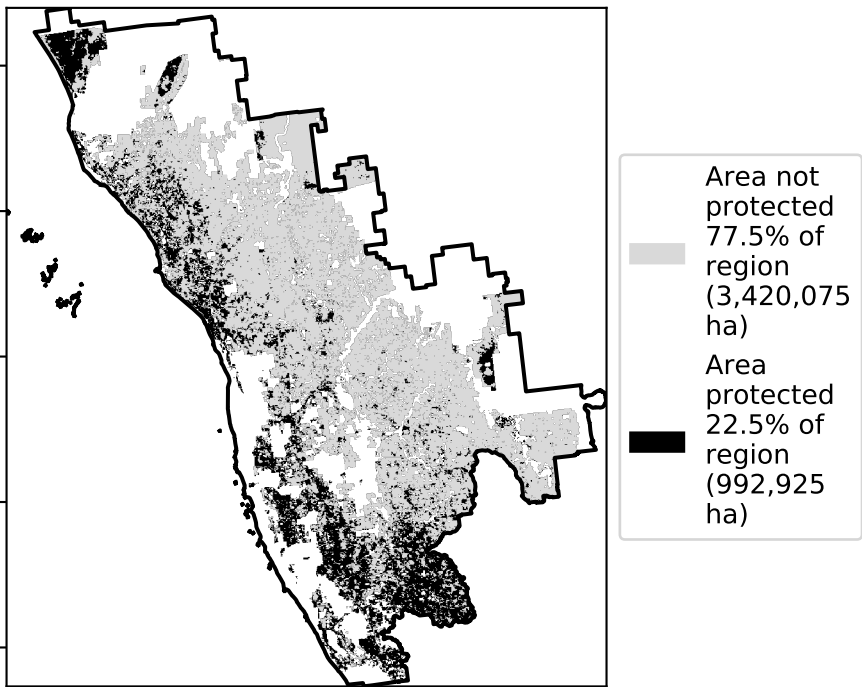 Area not
protected
77.5% of
region
(3,420,075
ha)
Area
protected
22.5% of
region
(992,925
ha)